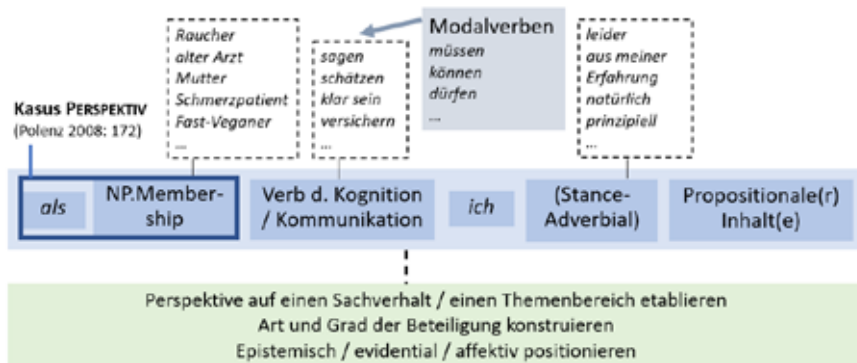 Raucher
alter Arzt
Mutter
Schmerzpatient
Fast-Veganer
...
sagen
schätzen
klar sein
versichern
...
Modalverben
müssen
können
dürfen
...
leider
aus meiner
Erfahrung
natürlich
prinzipiell
...
Kasus PERSPEKTIV
(Polenz 2008: 172)
als
NP.Member-
ship
Verb d. Kognition
/ Kommunikation
ich
(Stance-
Adverbial)
Propositionale(r)
Inhalt(e)
Perspektive auf einen Sachverhalt / einen Themenbereich etablieren
Art und Grad der Beteiligung konstruieren
Epistemisch / evidential / affektiv positionieren